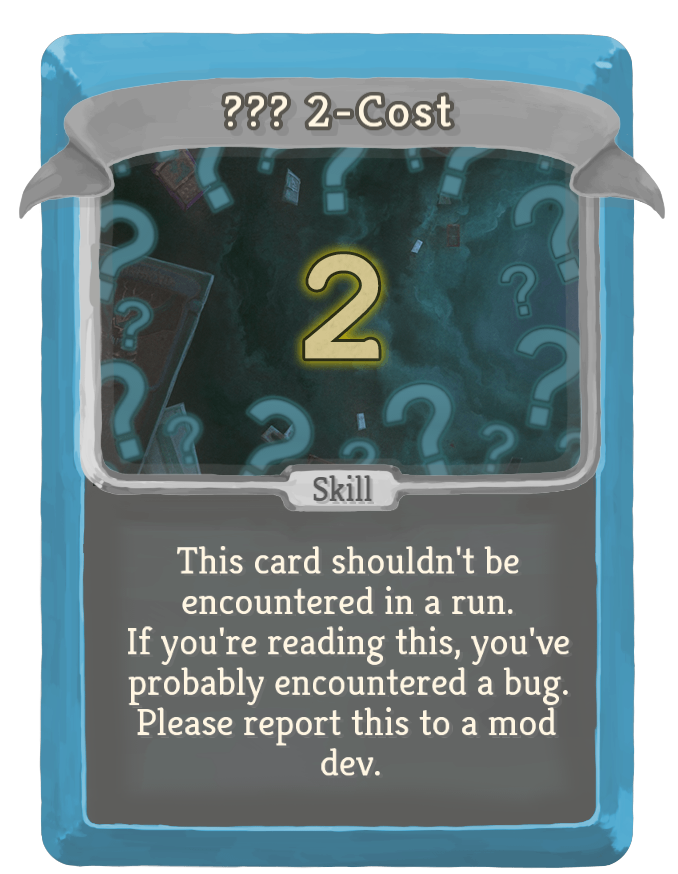 ??? 2-Cost
2
Skill
This card shouldn't be
encountered in a run.
If you're reading this, you've
probably encountered a bug.
Please report this to a mod
dev.